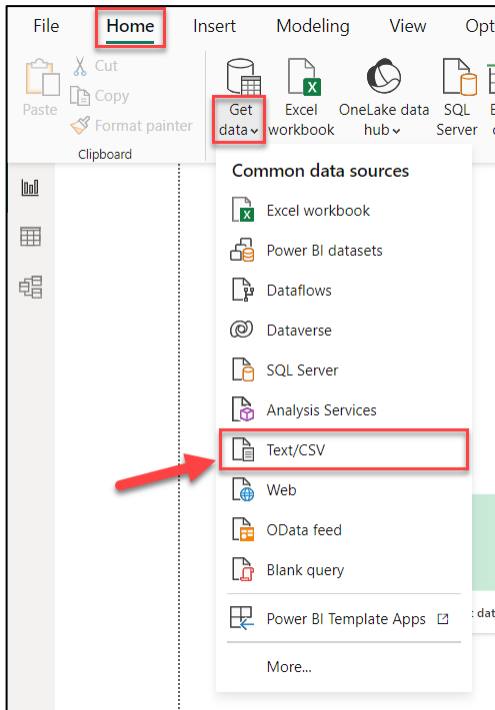 File Home Insert Modeling View Opt
Cut
Copy
Format painter
Paste
Clipboard
Get data
Excel workbook
OneLake data hub
SQL Server
Common data sources
Excel workbook
Power BI datasets
Dataflows
Dataverse
SQL Server
Analysis Services
Text/CSV
Web
OData feed
Blank query
Power BI Template Apps
More...
dat